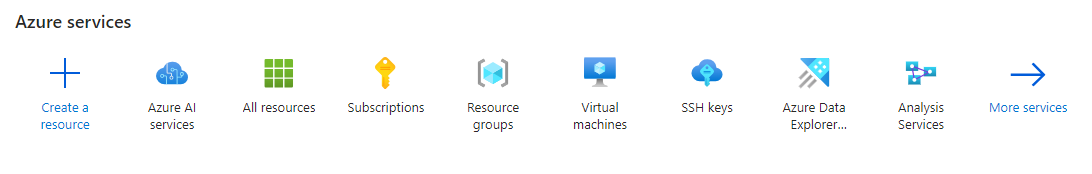 Azure services
Create a
resource
Azure AI
services
All resources
Subscriptions
Resource
groups
Virtual
machines
SSH keys
Azure Data
Explorer...
Analysis
Services
More services